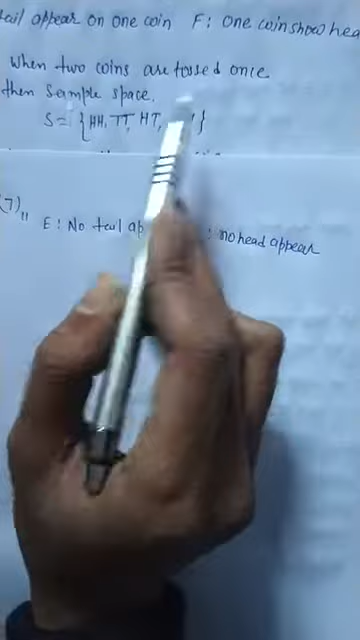 tail appear on one coin F: One coin show hea
When two coins are tossed once
then sample space.
S = {HH, TT, HT, }
(7)
E: No tail ap : no head appear